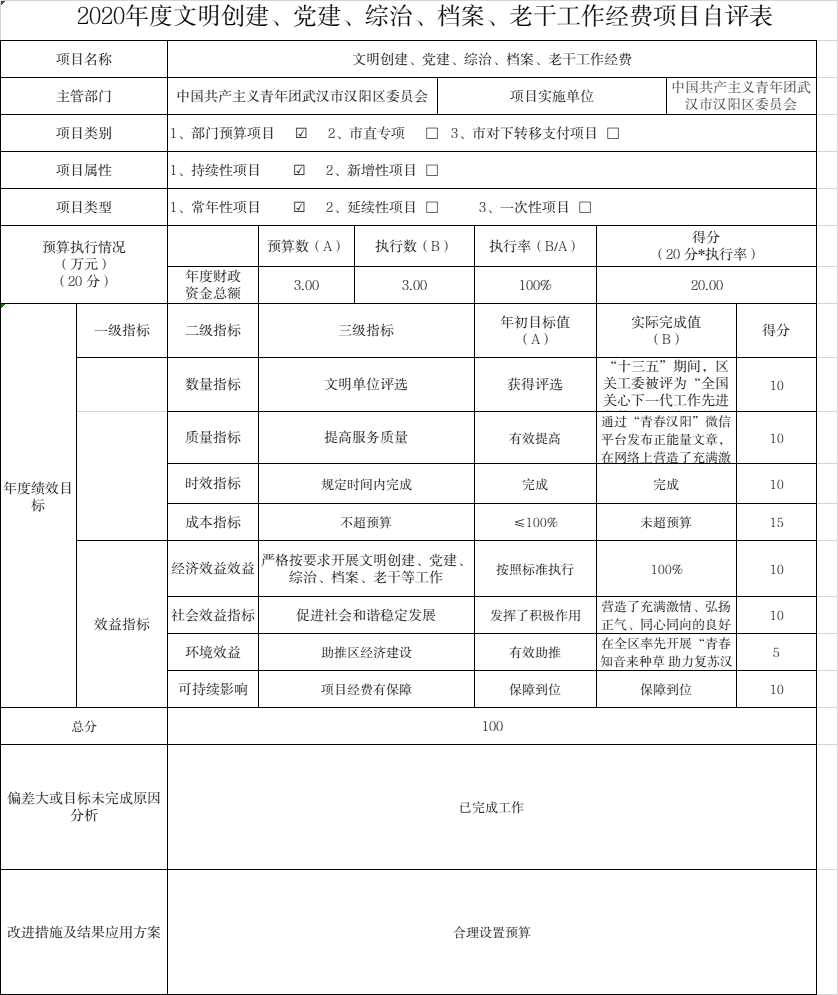 2020年度文明创建、党建、综治、档案、老干工作经费项目自评表
项目名称 文明创建、党建、综治、档案、老干工作经费
主管部门 中国共产主义青年团武汉市汉阳区委员会 项目实施单位 中国共产主义青年团武
汉市汉阳区委员会
项目类别 1、部门预算项目 ☑ 2、市直专项 □ 3、市对下转移支付项目 □
项目属性 1、持续性项目 ☑ 2、新增性项目 □
项目类型 1、常年性项目 ☑ 2、延续性项目 □ 3、一次性项目 □
预算执行情况
（万元）
（20分）
预算数（A） 执行数（B） 执行率（B/A） 得分
（20分*执行率）
年度财政
资金总额 3.00 3.00 100% 20.00
年度绩效目
标
一级指标 二级指标 三级指标 年初目标值
（A）
实际完成值
（B）
得分
数量指标 文明单位评选 获得评选 “十三五”期间，区
关工委被评为“全国
关心下一代工作先进
10
质量指标 提高服务质量 有效提高 通过“青春汉阳”微信
平台发布正能量文章，
在网络上营造了充满激
10
时效指标 规定时间内完成 完成 完成 10
成本指标 不超预算 ≤100% 未超预算 15
效益指标
经济效益效益 严格按要求开展文明创建、党建、
综治、档案、老干等工作 按照标准执行 100% 10
社会效益指标 促进社会和谐稳定发展 发挥了积极作用 营造了充满激情、弘扬
正气、同心同向的良好
10
环境效益 助推区经济建设 有效助推 在全区率先开展“青春
知音来种草 助力复苏汉
5
可持续影响 项目经费有保障 保障到位 保障到位 10
总分 100
偏差大或目标未完成原因
分析
已完成工作
改进措施及结果应用方案 合理设置预算